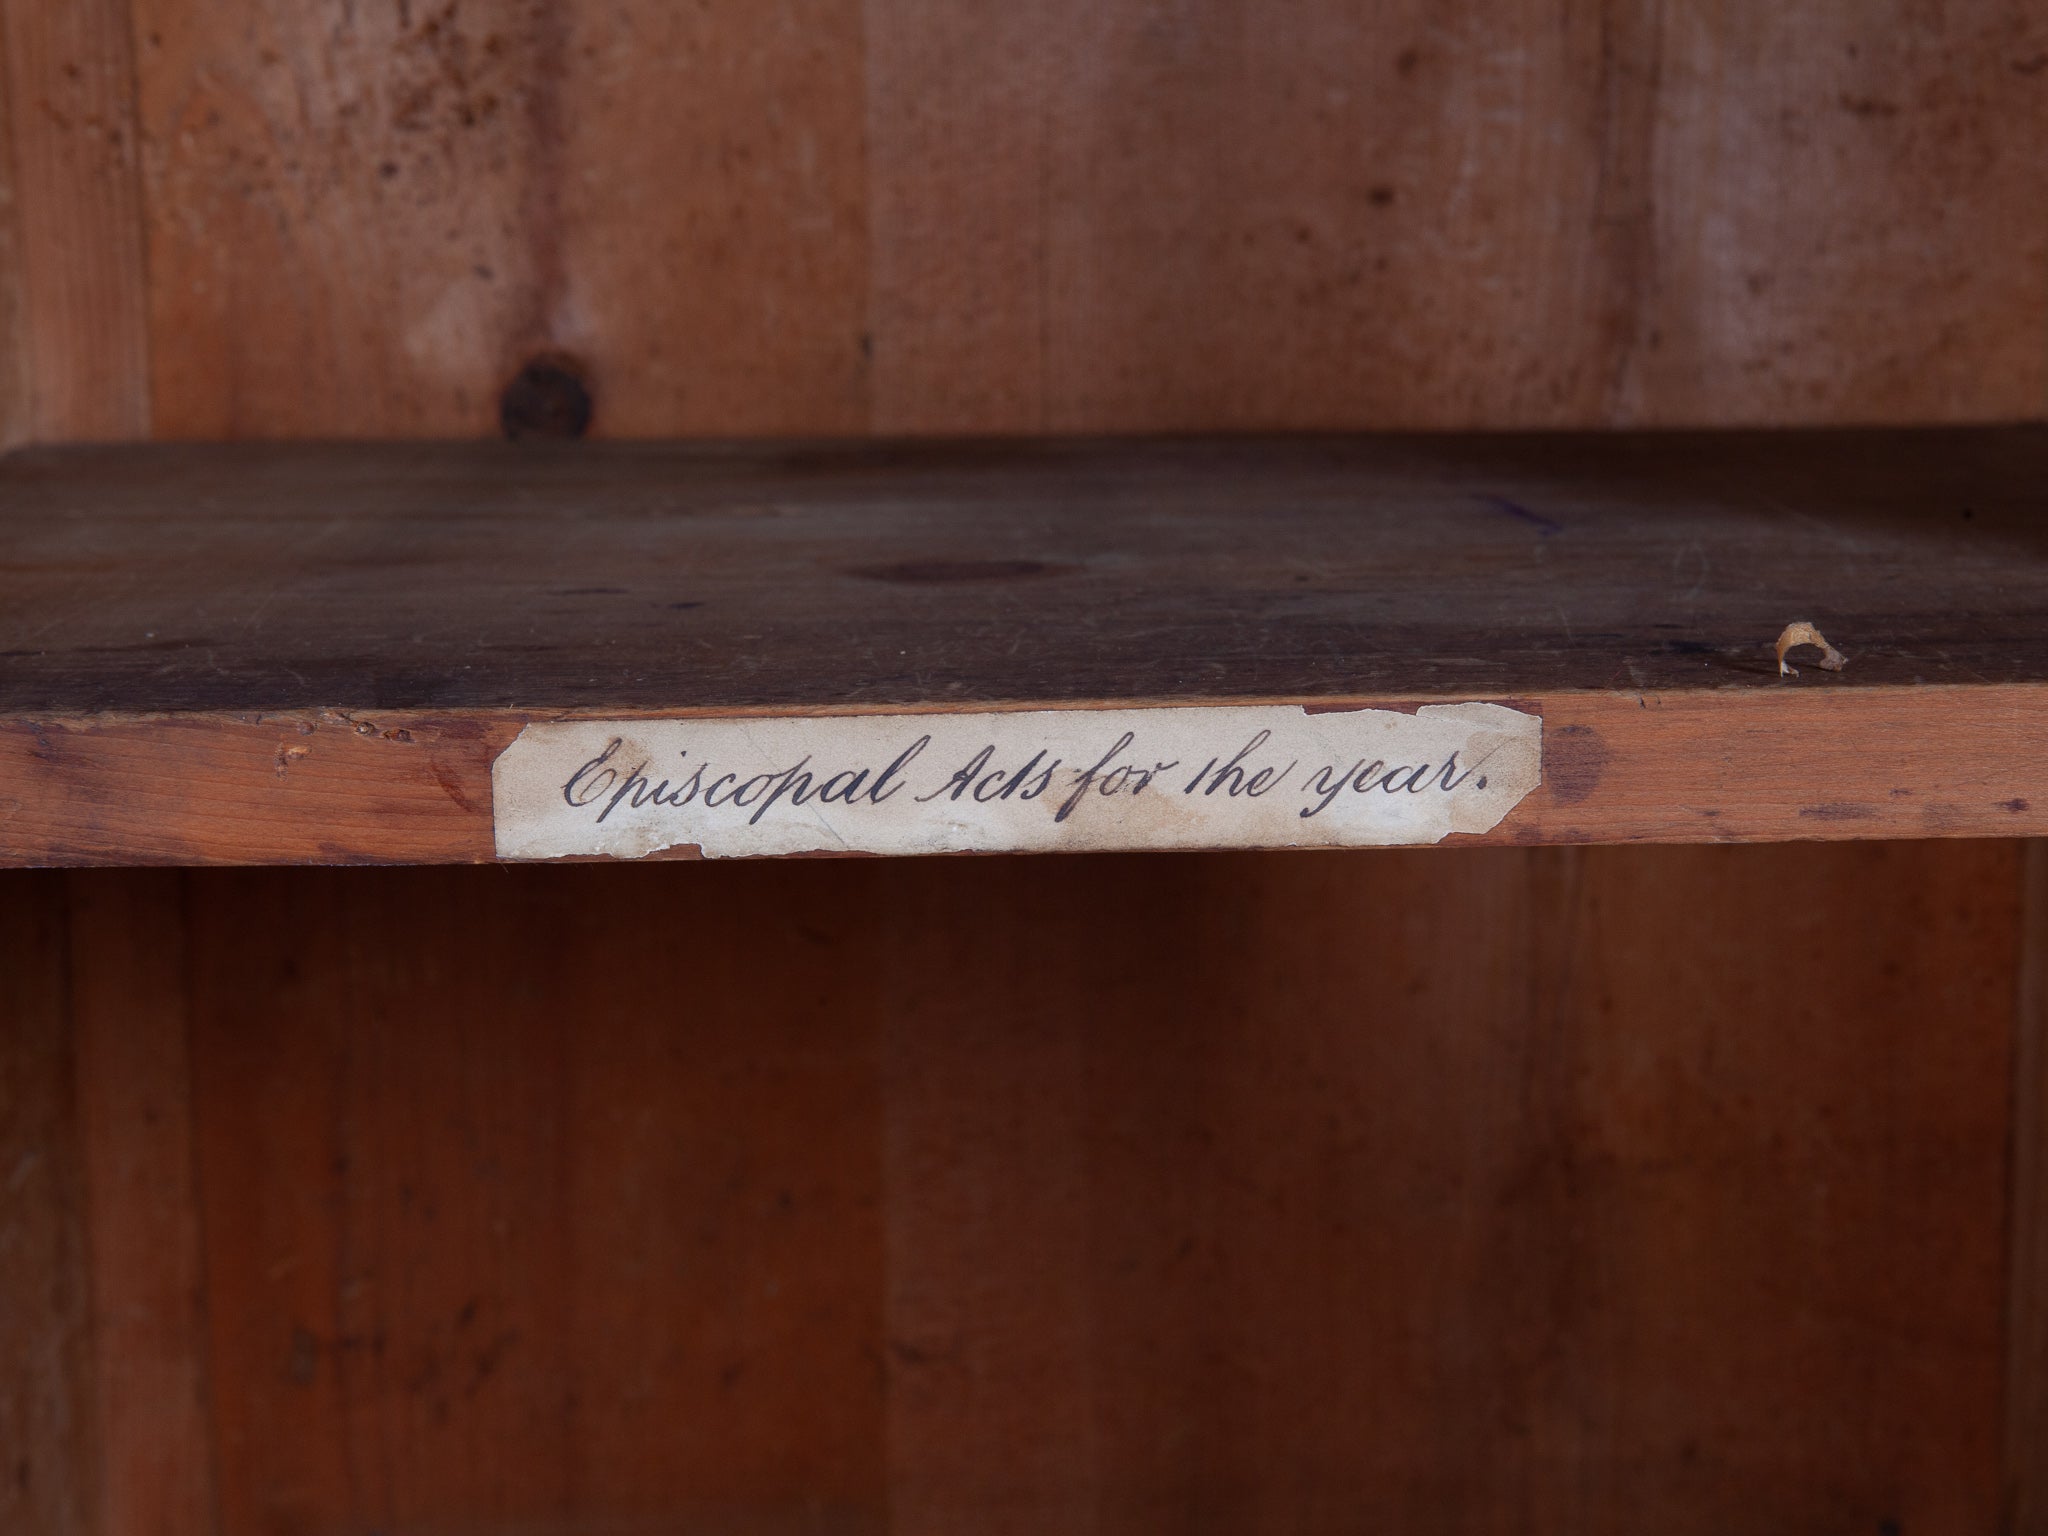 Episcopal Acts for the year.